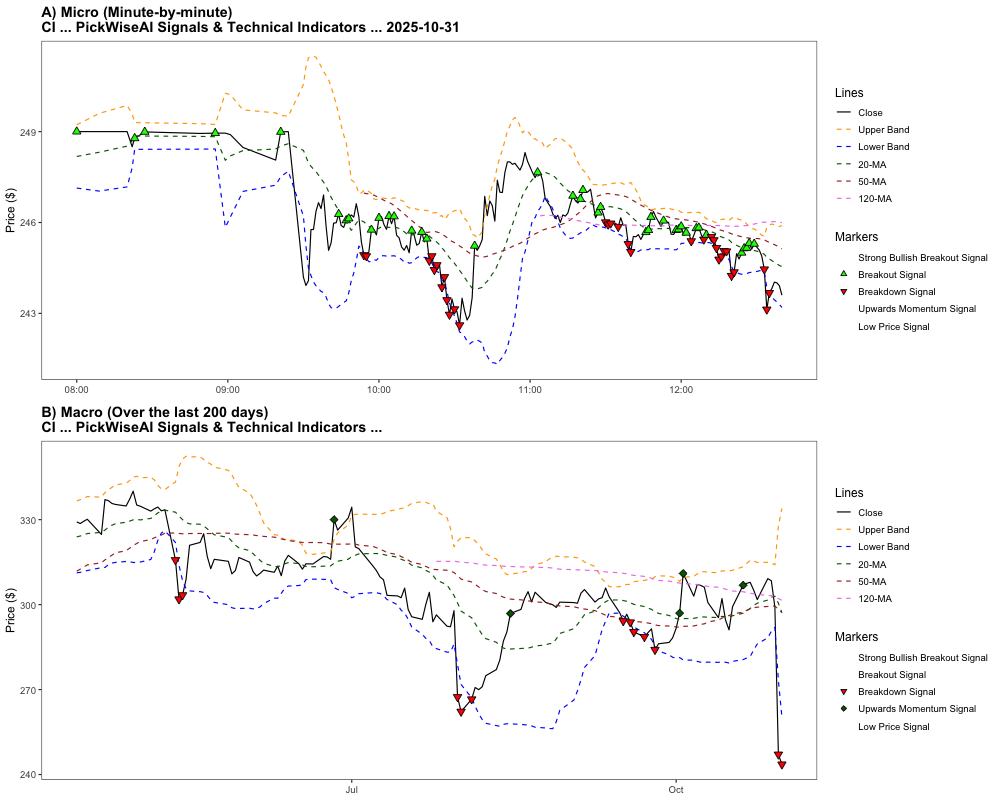 A) Micro (Minute-by-minute)
CI ... PickWiseAI Signals & Technical Indicators ... 2025-10-31
Price ($)
249
246
243
08:00
09:00
10:00
11:00
12:00
Lines
Close
Upper Band
Lower Band
20-MA
50-MA
120-MA
Markers
Strong Bullish Breakout Signal
Breakout Signal
Breakdown Signal
Upwards Momentum Signal
Low Price Signal
B) Macro (Over the last 200 days)
CI ... PickWiseAI Signals & Technical Indicators ...
Price ($)
330
300
270
240
Jul
Oct
Lines
Close
Upper Band
Lower Band
20-MA
50-MA
120-MA
Markers
Strong Bullish Breakout Signal
Breakout Signal
Breakdown Signal
Upwards Momentum Signal
Low Price Signal